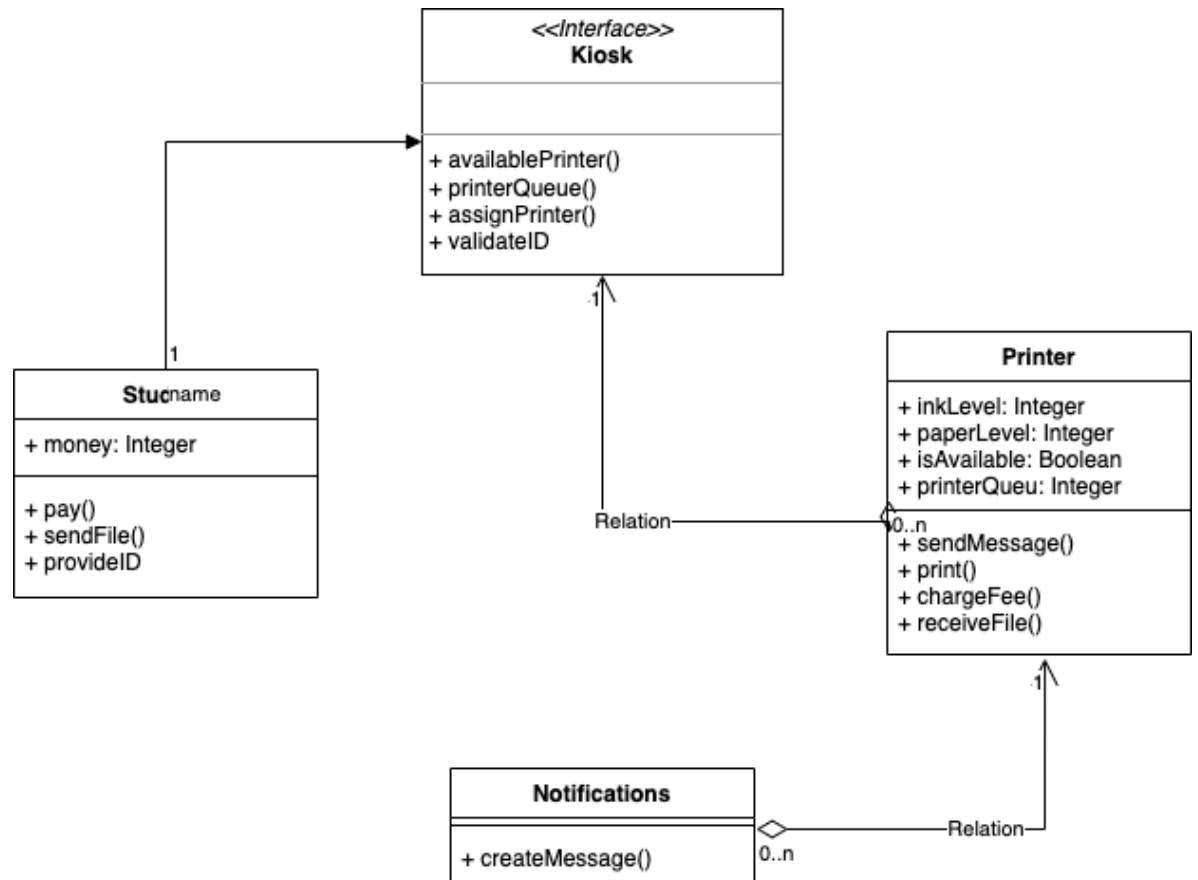 <<Interface>>
Kiosk
+ availablePrinter()
+ printerQueue()
+ assignPrinter()
+ validateID
1
1
name
+ money: Integer
+ pay()
+ sendFile()
+ provideID
Printer
+ inkLevel: Integer
+ paperLevel: Integer
+ isAvailable: Boolean
+ printerQueu: Integer
Relation
0..n
+ sendMessage()
+ print()
+ chargeFee()
+ receiveFile()
1
Notifications
Relation
0..n
+ createMessage()